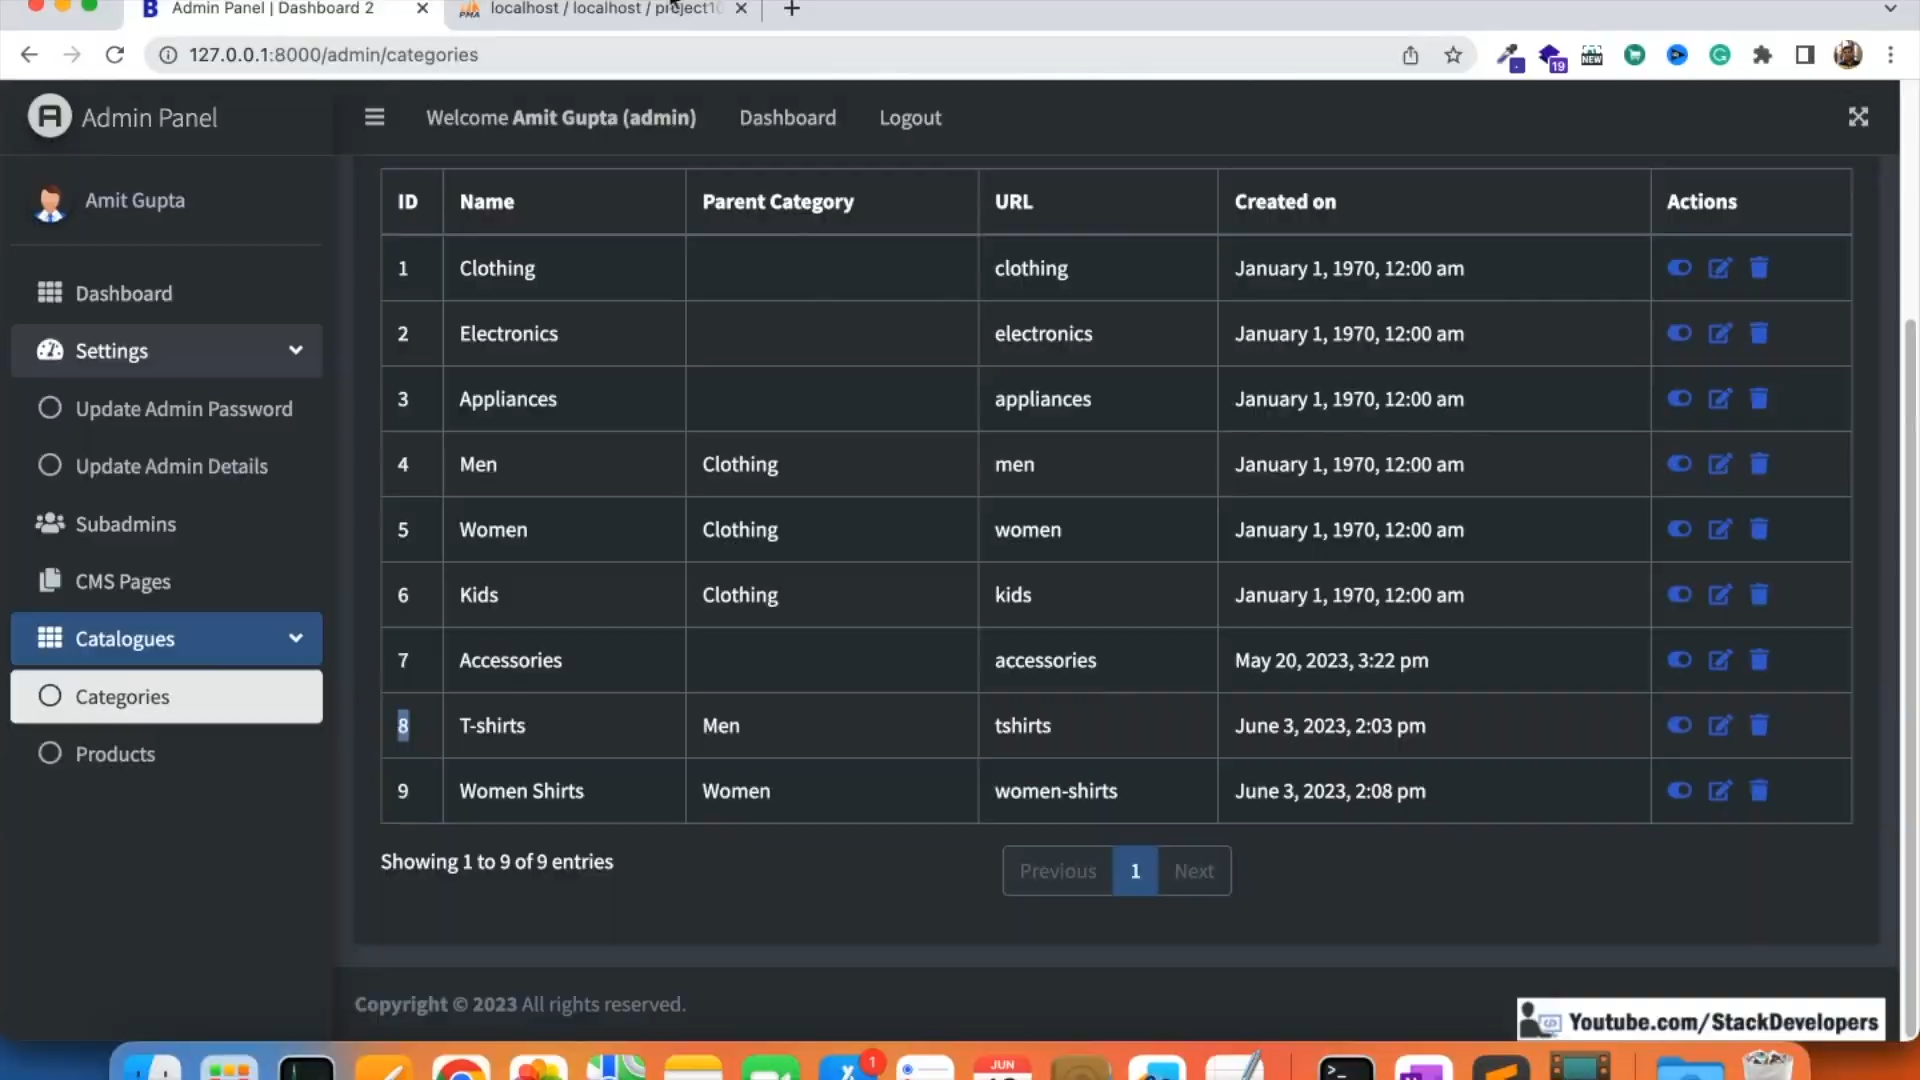 Admin Panel | Dashboard 2
localhost / localhost / project10
127.0.0.1:8000/admin/categories
19
NEW
Admin Panel
Welcome Amit Gupta (admin)
Dashboard
Logout
Amit Gupta
Dashboard
Settings
Update Admin Password
Update Admin Details
Subadmins
CMS Pages
Catalogues
Categories
Products
ID Name Parent Category URL Created on Actions
1 Clothing clothing January 1, 1970, 12:00 am
2 Electronics electronics January 1, 1970, 12:00 am
3 Appliances appliances January 1, 1970, 12:00 am
4 Men Clothing men January 1, 1970, 12:00 am
5 Women Clothing women January 1, 1970, 12:00 am
6 Kids Clothing kids January 1, 1970, 12:00 am
7 Accessories accessories May 20, 2023, 3:22 pm
8 T-shirts Men tshirts June 3, 2023, 2:03 pm
9 Women Shirts Women women-shirts June 3, 2023, 2:08 pm
Showing 1 to 9 of 9 entries
Previous 1 Next
Copyright © 2023 All rights reserved.
Youtube.com/StackDevelopers
1
JUN